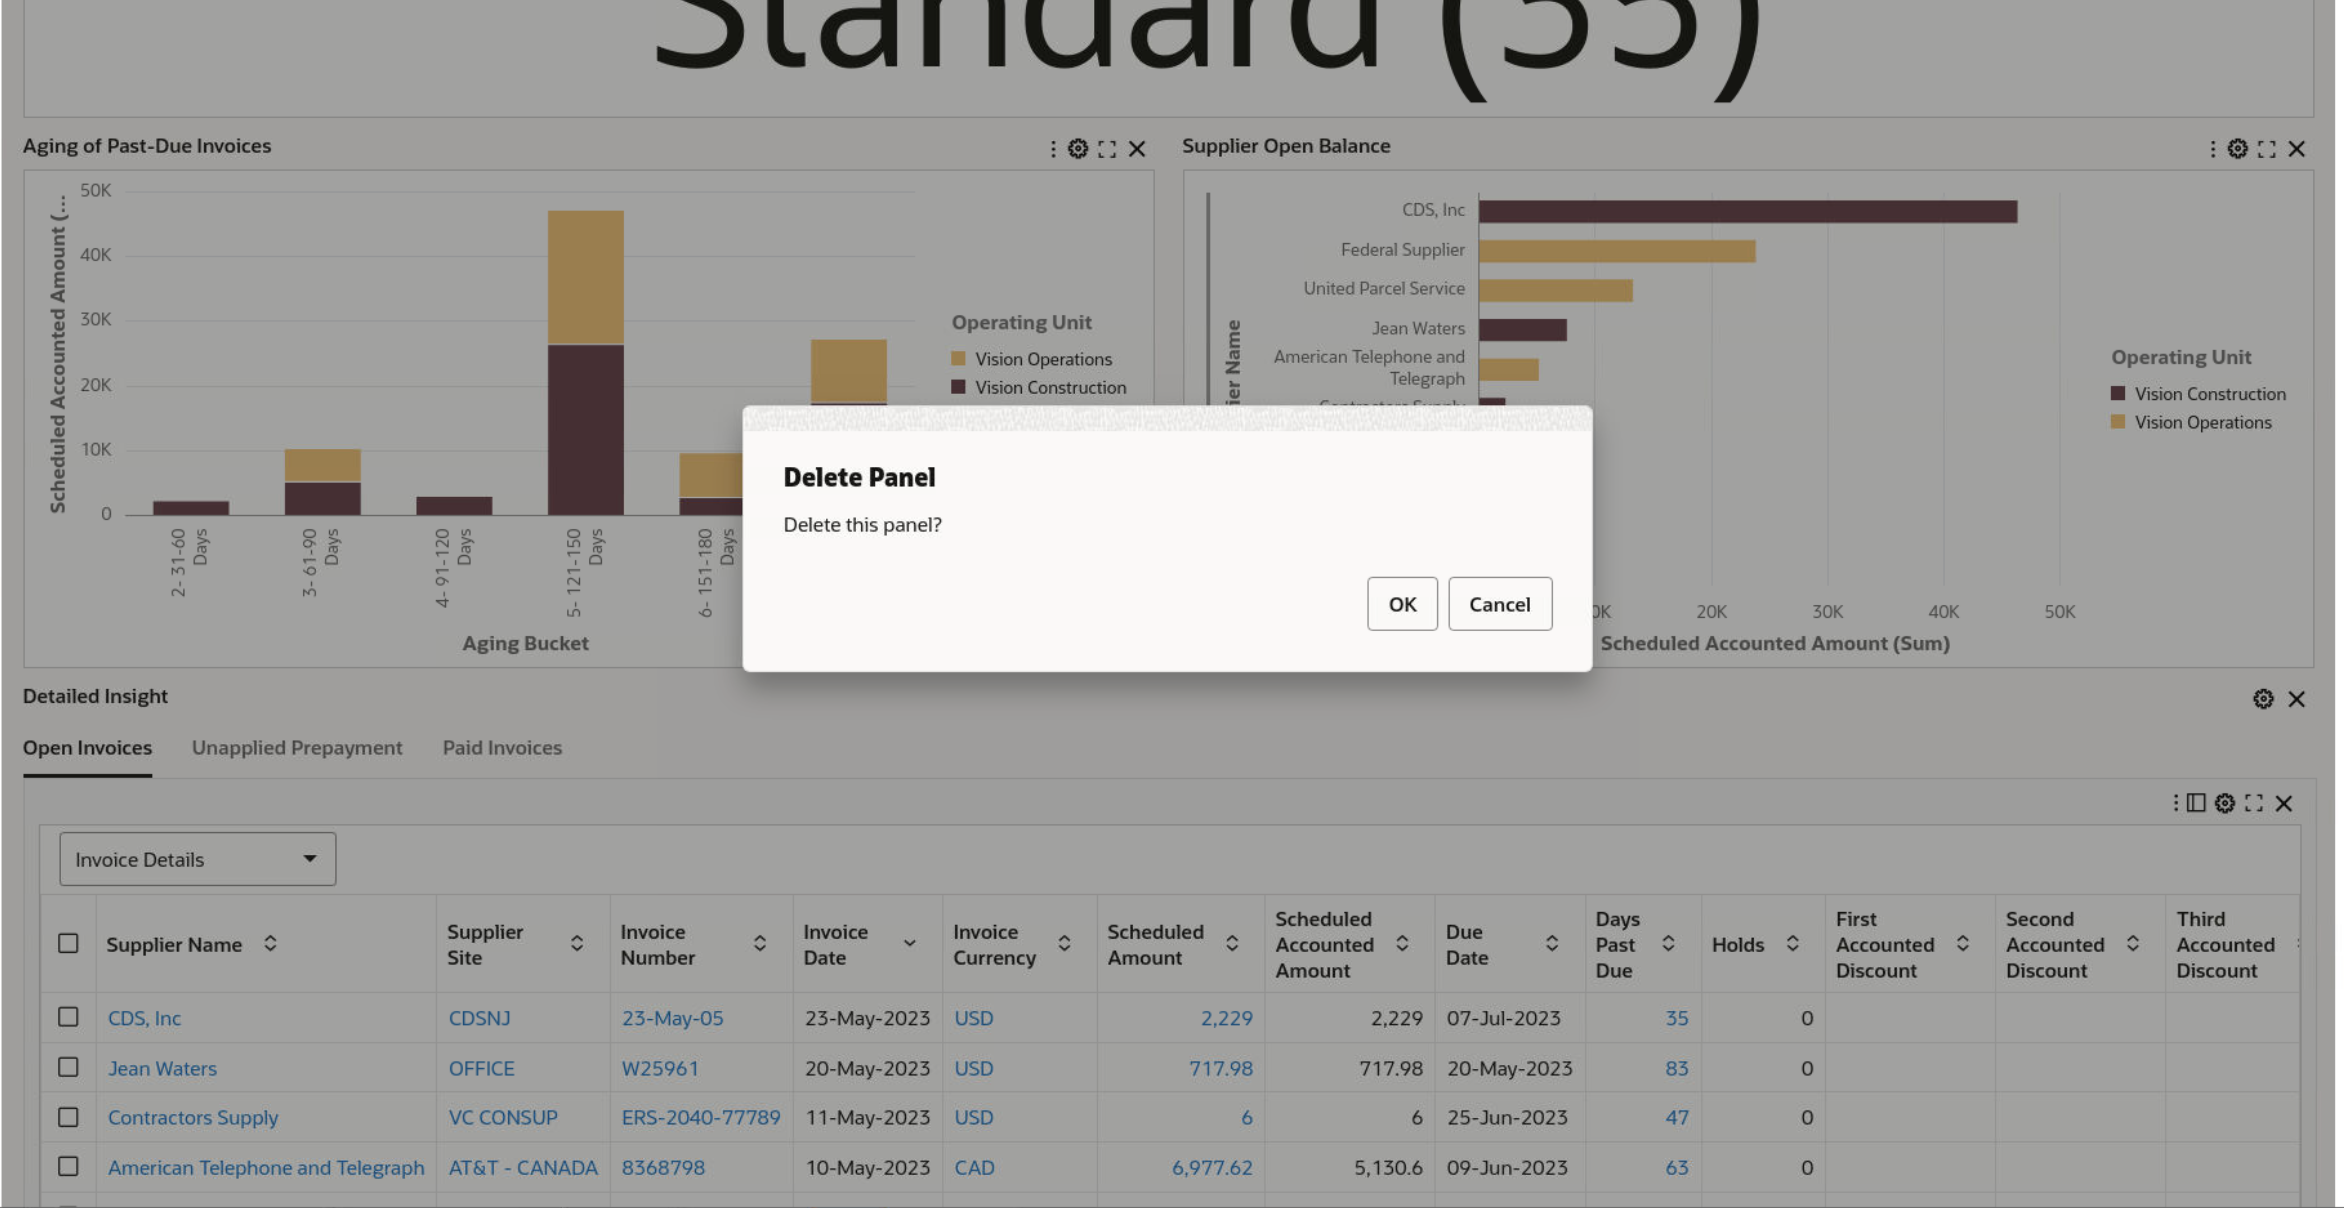 Standard (35)
Aging of Past-Due Invoices
Supplier Open Balance
Scheduled Accounted Amount (...
50K
40K
30K
20K
10K
0
2- 31-60
Days
3- 61-90
Days
4- 91-120
Days
5- 121-150
Days
6- 151-180
Days
Aging Bucket
Operating Unit
Vision Operations
Vision Construction
CDS, Inc
Federal Supplier
United Parcel Service
Jean Waters
American Telephone and
Telegraph
20K
30K
40K
50K
Scheduled Accounted Amount (Sum)
Operating Unit
Vision Construction
Vision Operations
Delete Panel
Delete this panel?
OK
Cancel
Detailed Insight
Open Invoices
Unapplied Prepayment
Paid Invoices
Invoice Details
Supplier Name
Supplier
Site
Invoice
Number
Invoice
Date
Invoice
Currency
Scheduled
Amount
Scheduled
Accounted
Amount
Due
Date
Days
Past
Due
Holds
First
Accounted
Discount
Second
Accounted
Discount
Third
Accounted
Discount
CDS, Inc CDSNJ 23-May-05 23-May-2023 USD 2,229 2,229 07-Jul-2023 35 0
Jean Waters OFFICE W25961 20-May-2023 USD 717.98 717.98 20-May-2023 83 0
Contractors Supply VC CONSUP ERS-2040-77789 11-May-2023 USD 6 6 25-Jun-2023 47 0
American Telephone and Telegraph AT&T - CANADA 8368798 10-May-2023 CAD 6,977.62 5,130.6 09-Jun-2023 63 0